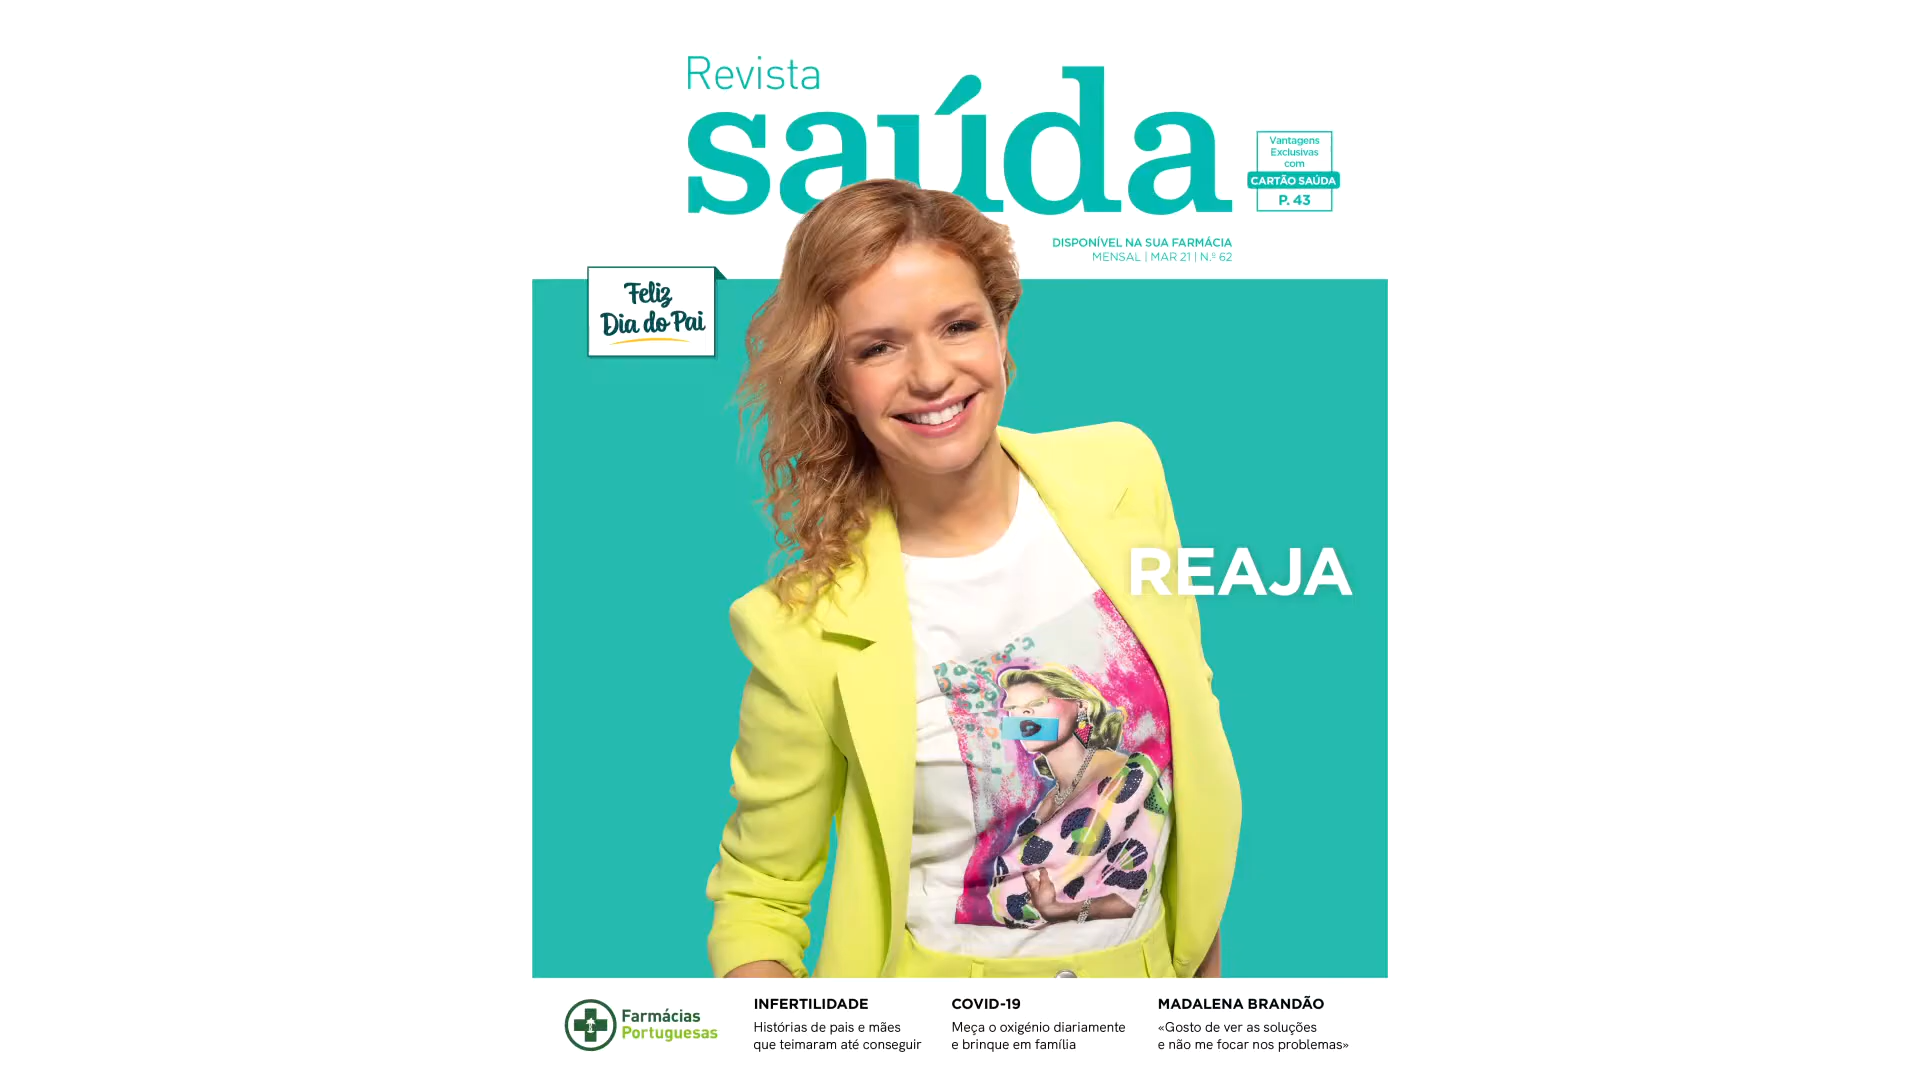 Revista
saúda
Vantagens
Exclusivas
com
CARTÃO SAÚDA
P. 43
DISPONÍVEL NA SUA FARMÁCIA
MENSAL | MAR 21 | N.º 62
Feliz
Dia do Pai
REAJA
Farmácias
Portuguesas
INFERTILIDADE
Histórias de pais e mães
que teimaram até conseguir
COVID-19
Meça o oxigénio diariamente
e brinque em família
MADALENA BRANDÃO
«Gosto de ver as soluções
e não me focar nos problemas»